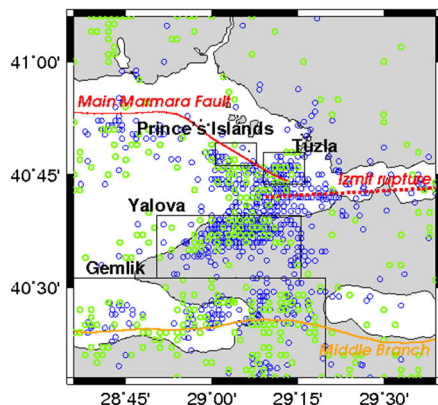 41°00'
Main Marmara Fault
Prince's Islands
Tuzla
40°45'
Izmit rupture
Yalova
Gemlik
40°30'
Middle Branch
28°45'
29°00'
29°15'
29°30'